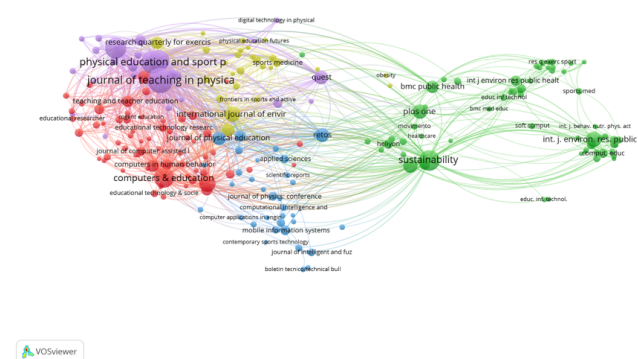 digital technology in physical
research quarterly for exercis
physical education futures
physical education and sport p
sports medicine
res q exerc sport
quest
obesity
journal of teaching in physica
int j environ res public healt
bmc public health
sports med
teaching and teacher education
frontiers in sports and active
educ inf technol
bmc med educ
plos one
educational researcher
international journal of envir
educational technology researc
movimento
soft comput
int. j. behav. nutr. phys. act
journal of physical education
retos
healthcare
int. j. environ. res. public
heliyon
journal of computer assisted l
comput. educ
applied sciences
sustainability
computers in human behavior
computers & education
scientific reports
educational technology & socie
journal of physics: conference
educ. inf. technol.
computational intelligence and
computer applications in engin
mobile information systems
contemporary sports technology
journal of intelligent and fuz
boletin tecnico/technical bull
VOSviewer